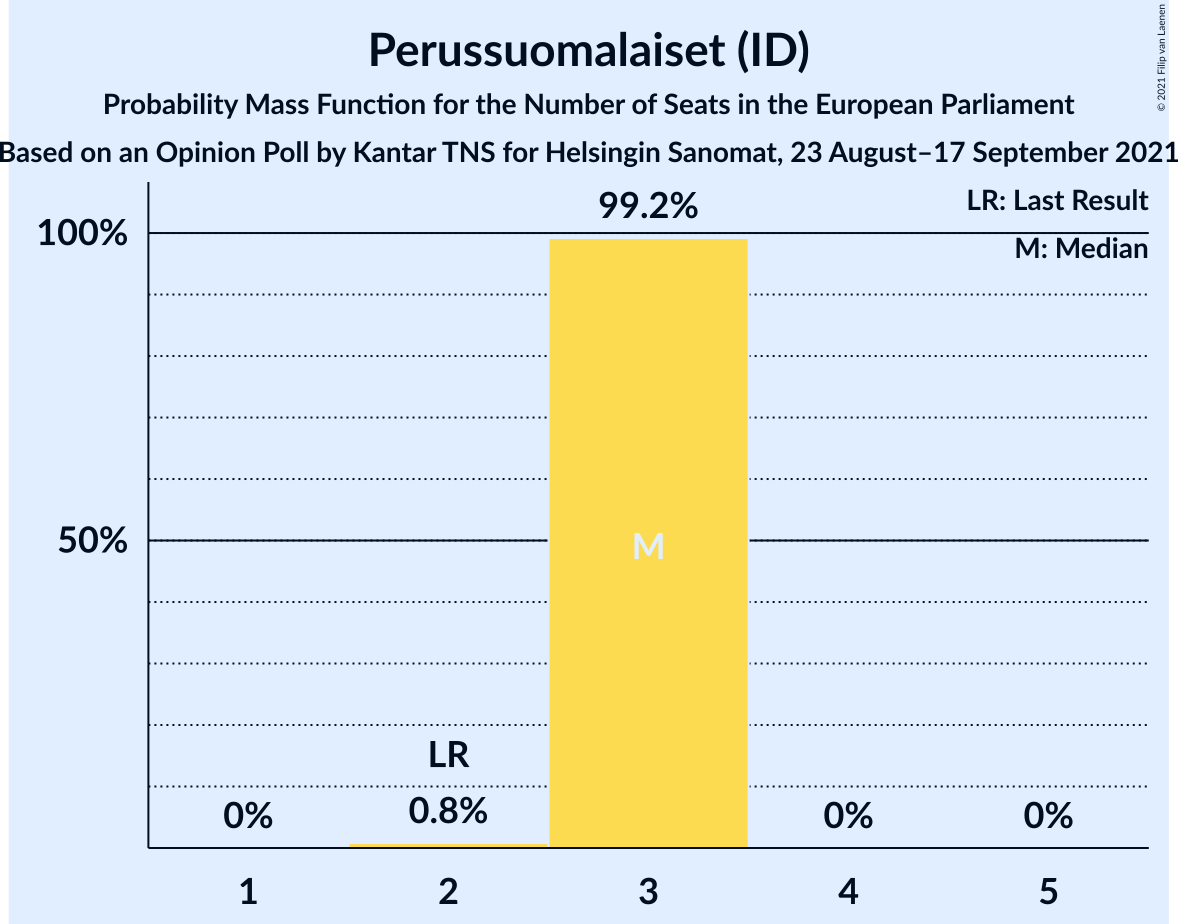 Perussuomalaiset (ID)
Probability Mass Function for the Number of Seats in the European Parliament
Based on an Opinion Poll by Kantar TNS for Helsingin Sanomat, 23 August–17 September 2021
© 2021 Filip van Laenen
LR: Last Result
M: Median
99.2%
100%
50%
M
LR
0%
0.8%
0%
0%
1
2
3
4
5